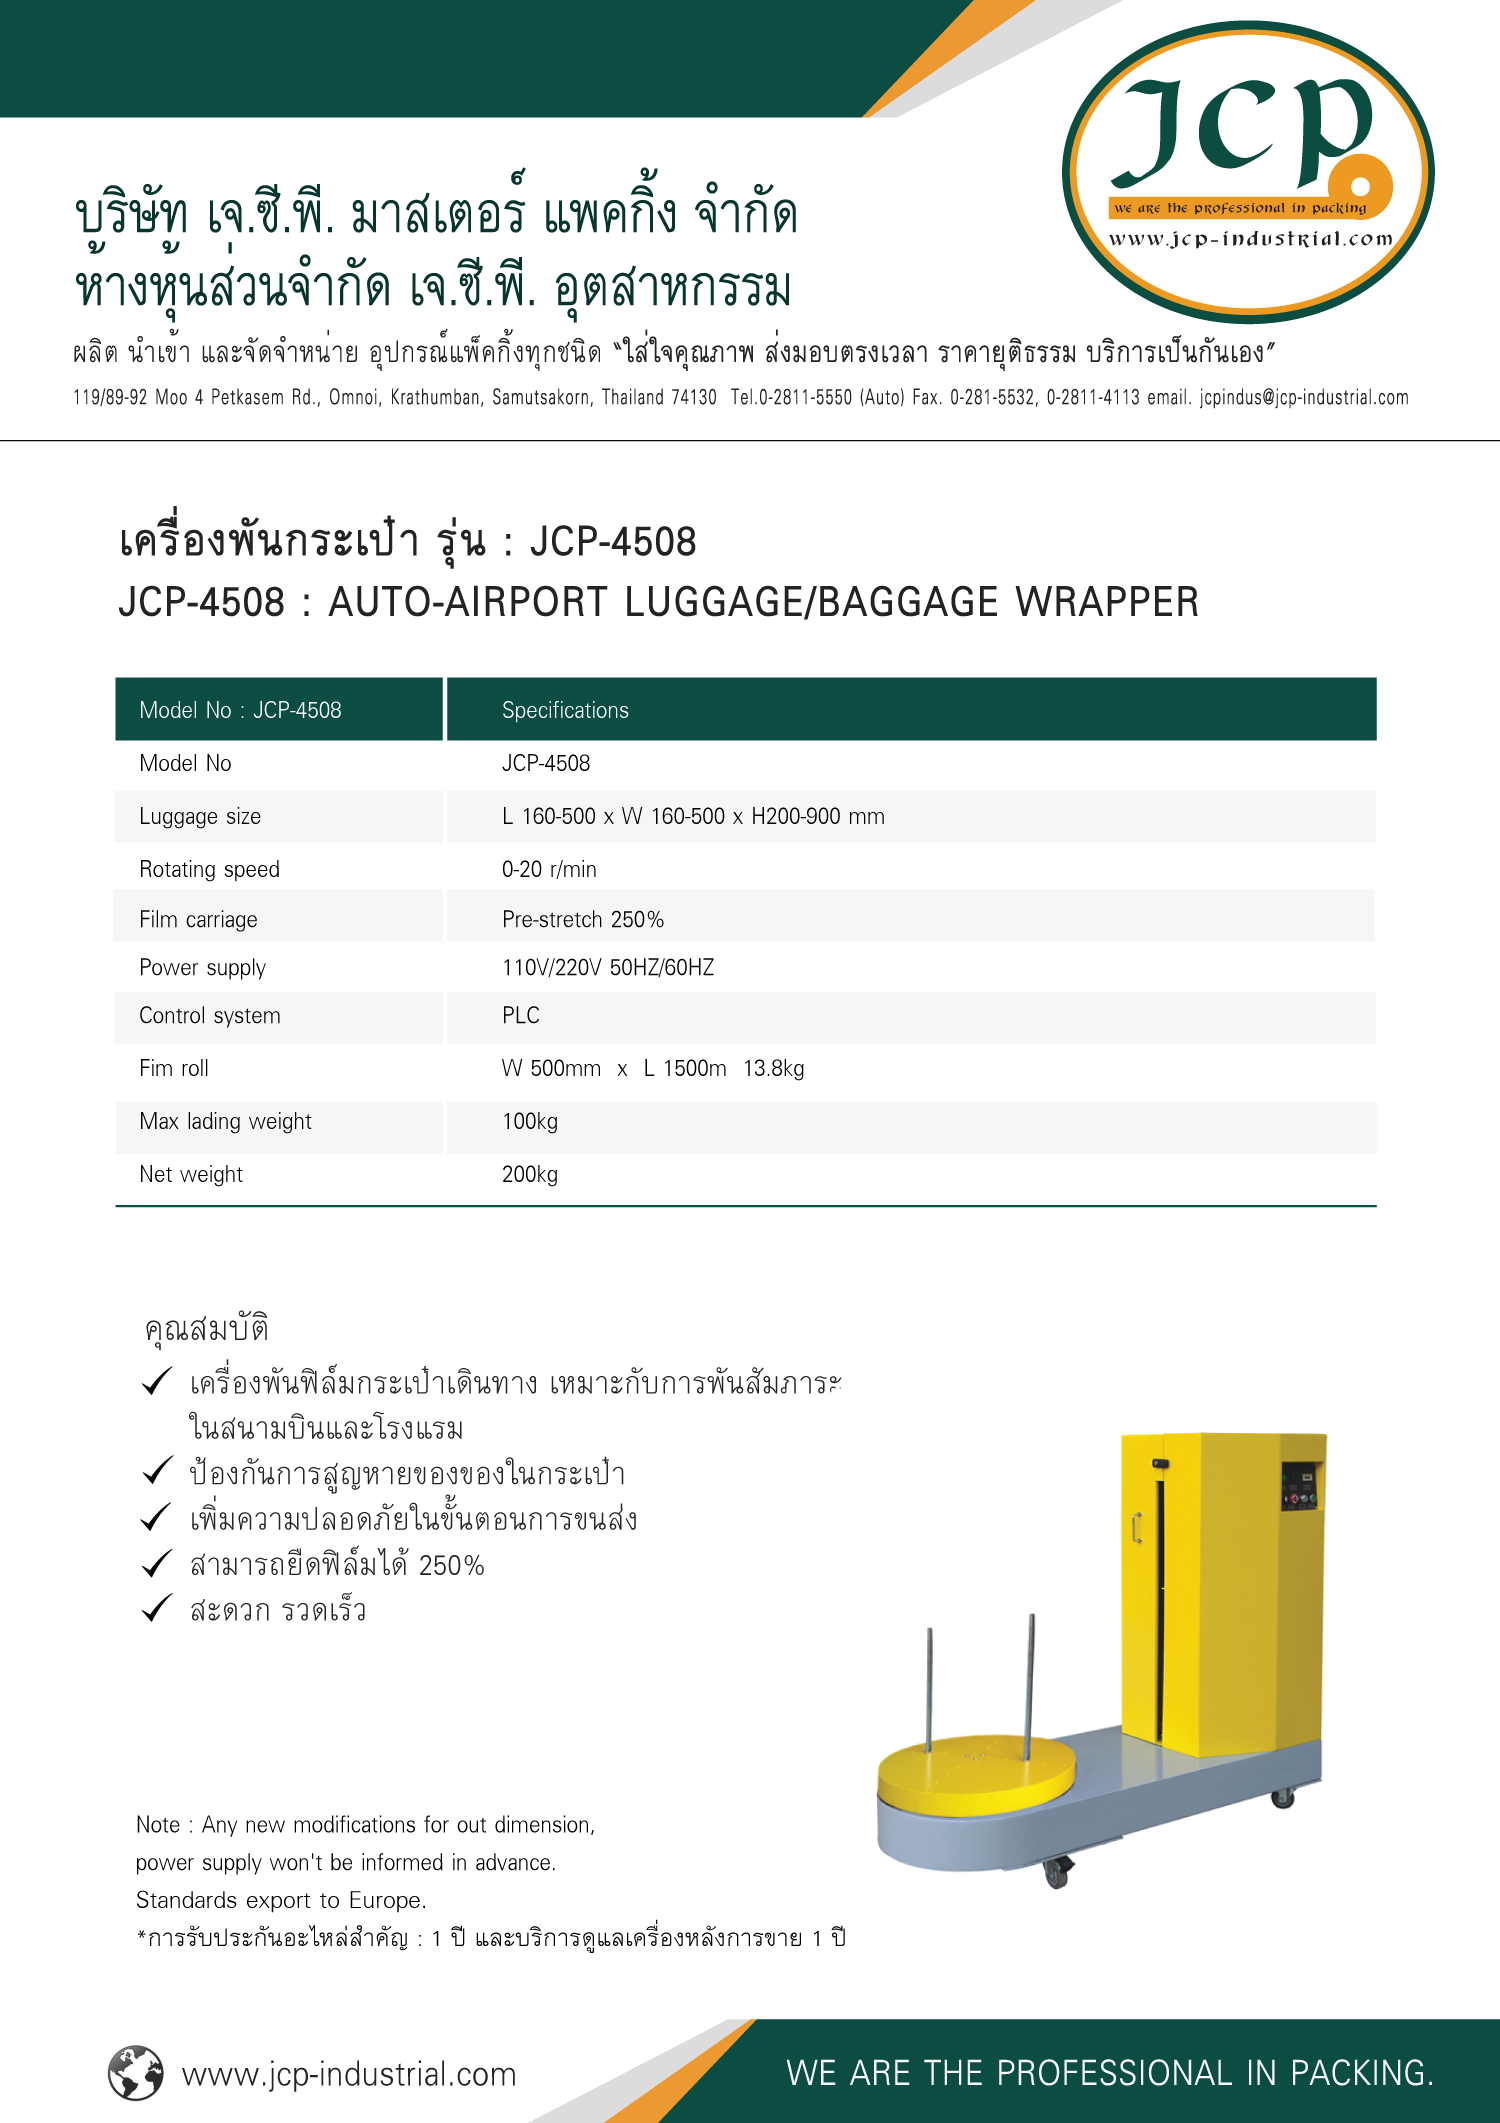 JCP
we are the professional in packing
www.jcp-industrial.com
บริษัท เจ.ซี.พี. มาสเตอร์ แพคกิ้ง จำกัด
ห้างหุ้นส่วนจำกัด เจ.ซี.พี. อุตสาหกรรม
ผลิต นำเข้า และจัดจำหน่าย อุปกรณ์แพ็คกิ้งทุกชนิด "ใส่ใจคุณภาพ ส่งมอบตรงเวลา ราคายุติธรรม บริการเป็นกันเอง"
119/89-92 Moo 4 Petkasem Rd., Omnoi, Krathumban, Samutsakorn, Thailand 74130 Tel.0-2811-5550 (Auto) Fax. 0-281-5532, 0-2811-4113 email. jcpindus@jcp-industrial.com
เครื่องพันกระเป๋า รุ่น : JCP-4508
JCP-4508 : AUTO-AIRPORT LUGGAGE/BAGGAGE WRAPPER
Model No : JCP-4508 Specifications
Model No JCP-4508
Luggage size L 160-500 x W 160-500 x H200-900 mm
Rotating speed 0-20 r/min
Film carriage Pre-stretch 250%
Power supply 110V/220V 50HZ/60HZ
Control system PLC
Fim roll W 500mm x L 1500m 13.8kg
Max lading weight 100kg
Net weight 200kg
คุณสมบัติ
เครื่องพันฟิล์มกระเป๋าเดินทาง เหมาะกับการพันสัมภาระ
ในสนามบินและโรงแรม
ป้องกันการสูญหายของของในกระเป๋า
เพิ่มความปลอดภัยในขั้นตอนการขนส่ง
สามารถยืดฟิล์มได้ 250%
สะดวก รวดเร็ว
Note : Any new modifications for out dimension,
power supply won't be informed in advance.
Standards export to Europe.
*การรับประกันอะไหล่สำคัญ : 1 ปี และบริการดูแลเครื่องหลังการขาย 1 ปี
www.jcp-industrial.com
WE ARE THE PROFESSIONAL IN PACKING.